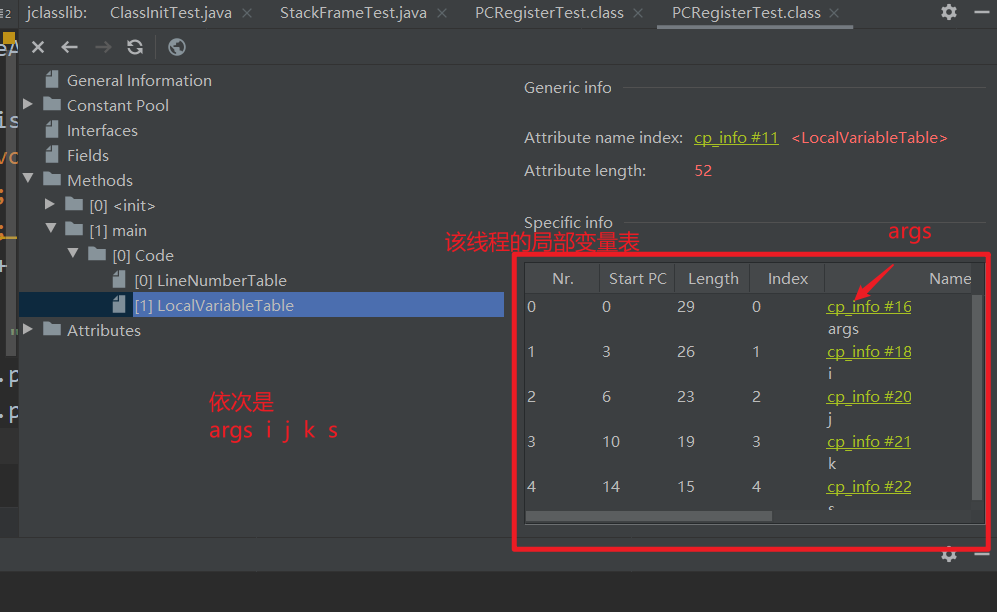 jclasslib: ClassInitTest.java StackFrameTest.java PCRegisterTest.class PCRegisterTest.class
General Information
Constant Pool
Interfaces
Fields
Methods
[0] <init>
[1] main
[0] Code
[0] LineNumberTable
[1] LocalVariableTable
Attributes
依次是
args i j k s
Generic info
Attribute name index: cp_info #11 <LocalVariableTable>
Attribute length: 52
Specific info
该线程的局部变量表
args
Nr. Start PC Length Index Name
0 0 29 0 cp_info #16
args
1 3 26 1 cp_info #18
i
2 6 23 2 cp_info #20
j
3 10 19 3 cp_info #21
k
4 14 15 4 cp_info #22
s